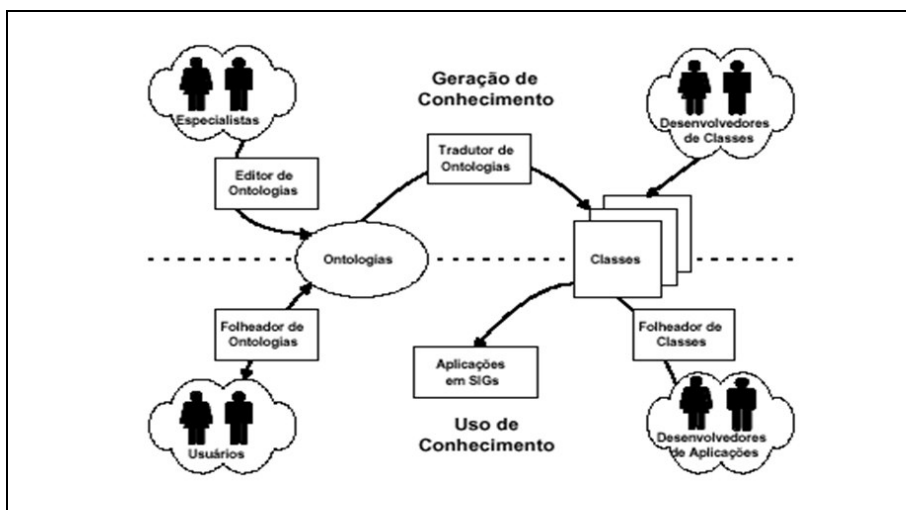 Especialistas
Geração de
Conhecimento
Desenvolvedores
de Classes
Editor de
Ontologias
Tradutor de
Ontologias
Ontologias
Classes
Folheador de
Ontologias
Aplicações
em SIGs
Folheador de
Classes
Usuários
Uso de
Conhecimento
Desenvolvedores
de Aplicações